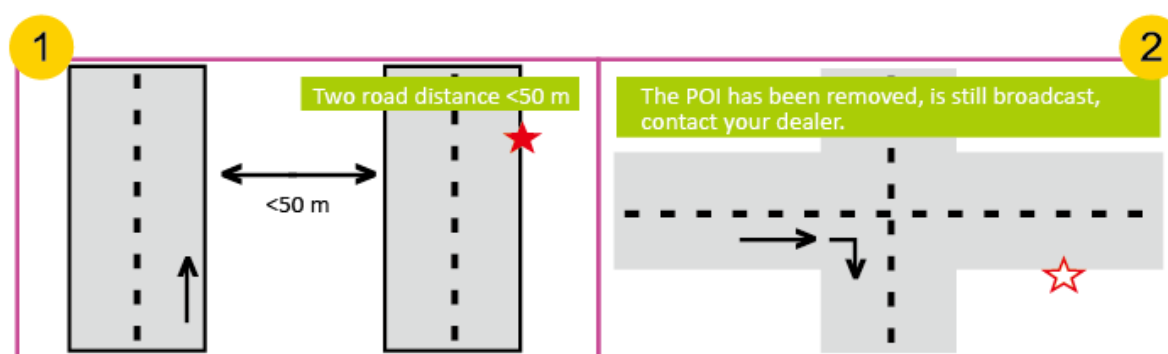 1
2
Two road distance <50 m
<50 m
The POI has been removed, is still broadcast,
contact your dealer.